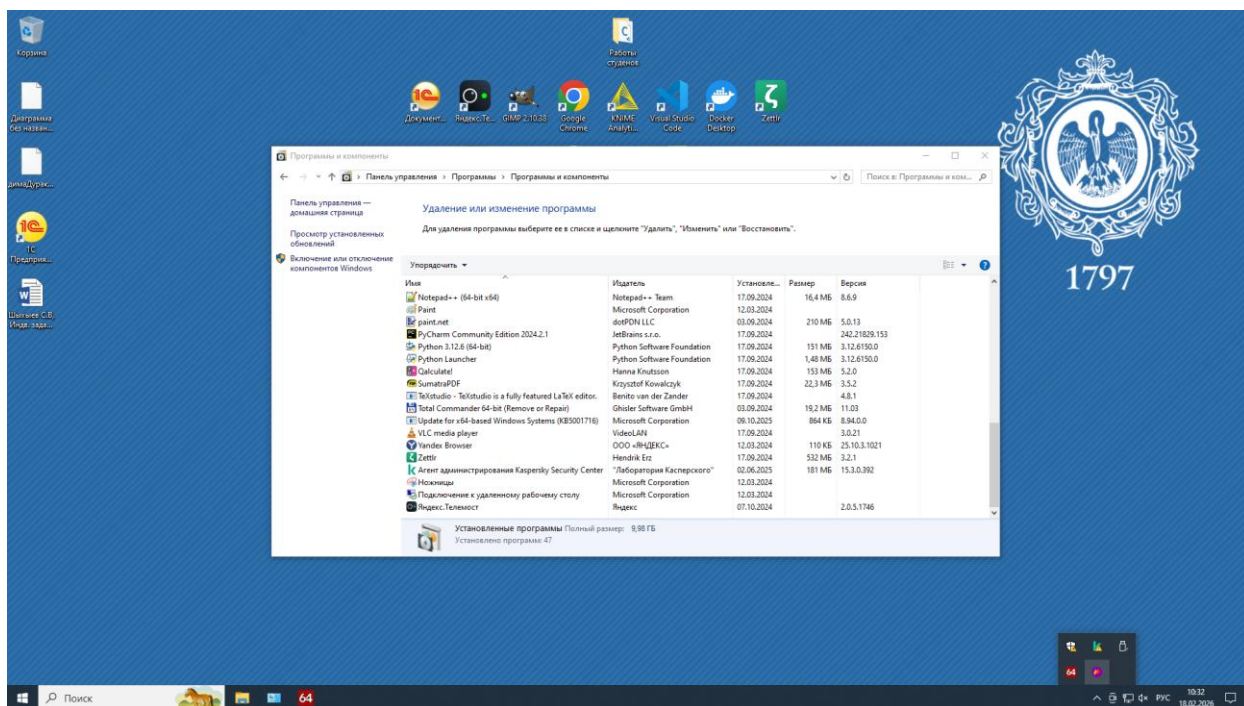 Корзина
Диаграмма
без назван...
димаДурак...
1С
Предприя...
Инди. зада...
Работы
студенов
Документ...
Яндекс.Те...
GIMP 2.10.38
Google
Chrome
KNIME
Analyti...
Visual Studio
Code
Docker
Desktop
Zettlr
1797
Программы и компоненты
Панель управления › Программы › Программы и компоненты
Поиск в: Программы и ком...
Панель управления —
домашняя страница
Просмотр установленных
обновлений
Включение или отключение
компонентов Windows
Удаление или изменение программы
Для удаления программы выберите ее в списке и щелкните "Удалить", "Изменить" или "Восстановить".
Упорядочить
Имя Издатель Установле... Размер Версия
Notepad++ (64-bit x64) Notepad++ Team 17.09.2024 16,4 МБ 8.6.9
Paint Microsoft Corporation 12.03.2024
paint.net dotPDN LLC 03.09.2024 210 МБ 5.0.13
PyCharm Community Edition 2024.2.1 JetBrains s.r.o. 17.09.2024 242.21829.153
Python 3.12.6 (64-bit) Python Software Foundation 17.09.2024 151 МБ 3.12.6150.0
Python Launcher Python Software Foundation 17.09.2024 1,48 МБ 3.12.6150.0
Qalculate! Hanna Knutsson 17.09.2024 153 МБ 5.2.0
SumatraPDF Krzysztof Kowalczyk 17.09.2024 22,3 МБ 3.5.2
TeXstudio - TeXstudio is a fully featured LaTeX editor. Benito van der Zander 17.09.2024 4.8.1
Total Commander 64-bit (Remove or Repair) Ghisler Software GmbH 03.09.2024 19,2 МБ 11.03
Update for x64-based Windows Systems (KB5001716) Microsoft Corporation 09.10.2025 864 КБ 8.94.0.0
VLC media player VideoLAN 17.09.2024 3.0.21
Yandex Browser ООО «ЯНДЕКС» 12.03.2024 110 КБ 25.10.3.1021
Zettlr Hendrik Erz 17.09.2024 532 МБ 3.2.1
Агент администрирования Kaspersky Security Center "Лаборатория Касперского" 02.06.2025 181 МБ 15.3.0.392
Ножницы Microsoft Corporation 12.03.2024
Подключение к удаленному рабочему столу Microsoft Corporation 12.03.2024
Яндекс.Телемост Яндекс 07.10.2024 2.0.5.1746
Установленные программы Полный размер: 9,98 ГБ
Установлено программ: 47
64
Поиск
64
РУС
10:32
18.02.2026